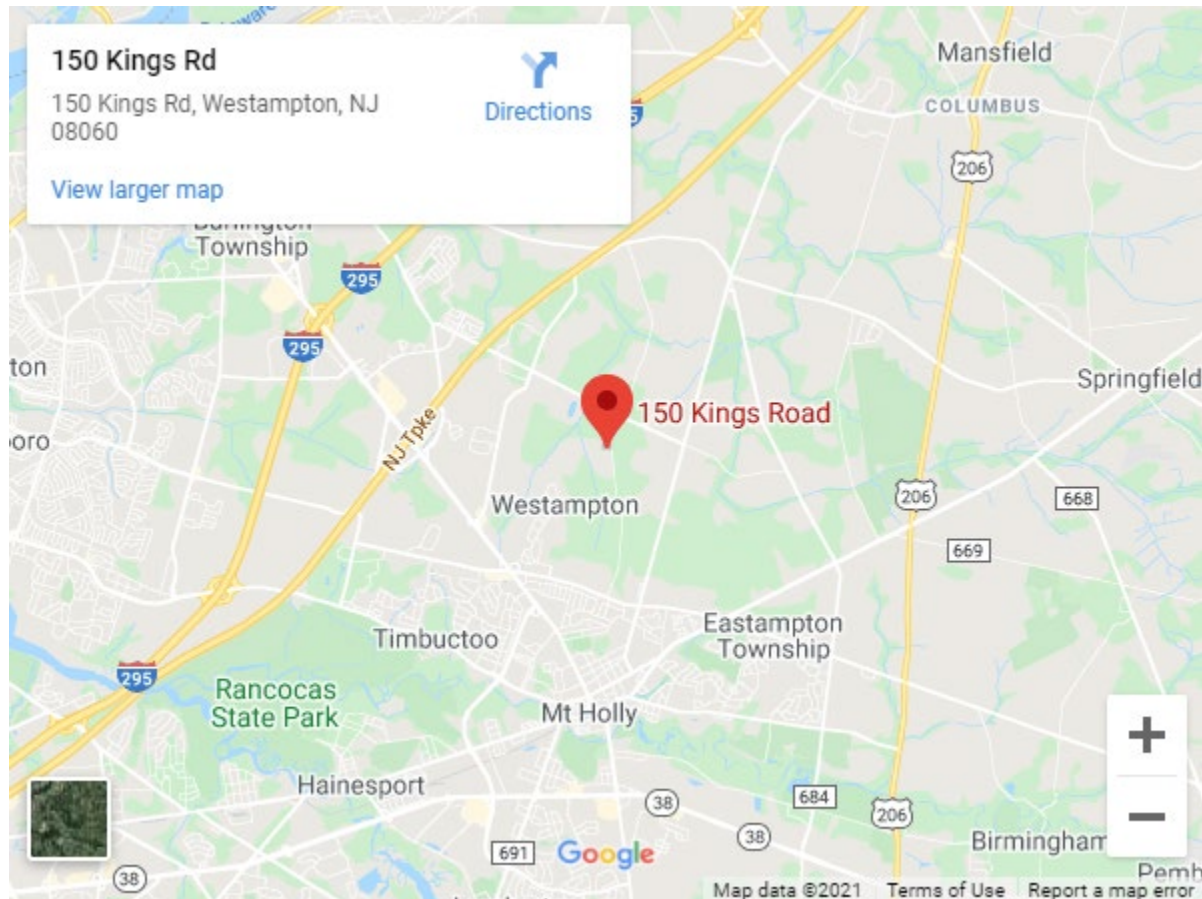 150 Kings Rd
150 Kings Rd, Westampton, NJ
08060
Directions
View larger map
Mansfield
COLUMBUS
206
Township
295
295
NJ Tpke
150 Kings Road
Springfield
Westampton
206
668
669
Timbuctoo
Eastampton
Township
295
Rancocas
State Park
Mt Holly
+
−
Hainesport
38
684
206
38
691
Google
Birmingham
38
Map data ©2021 Terms of Use Report a map error